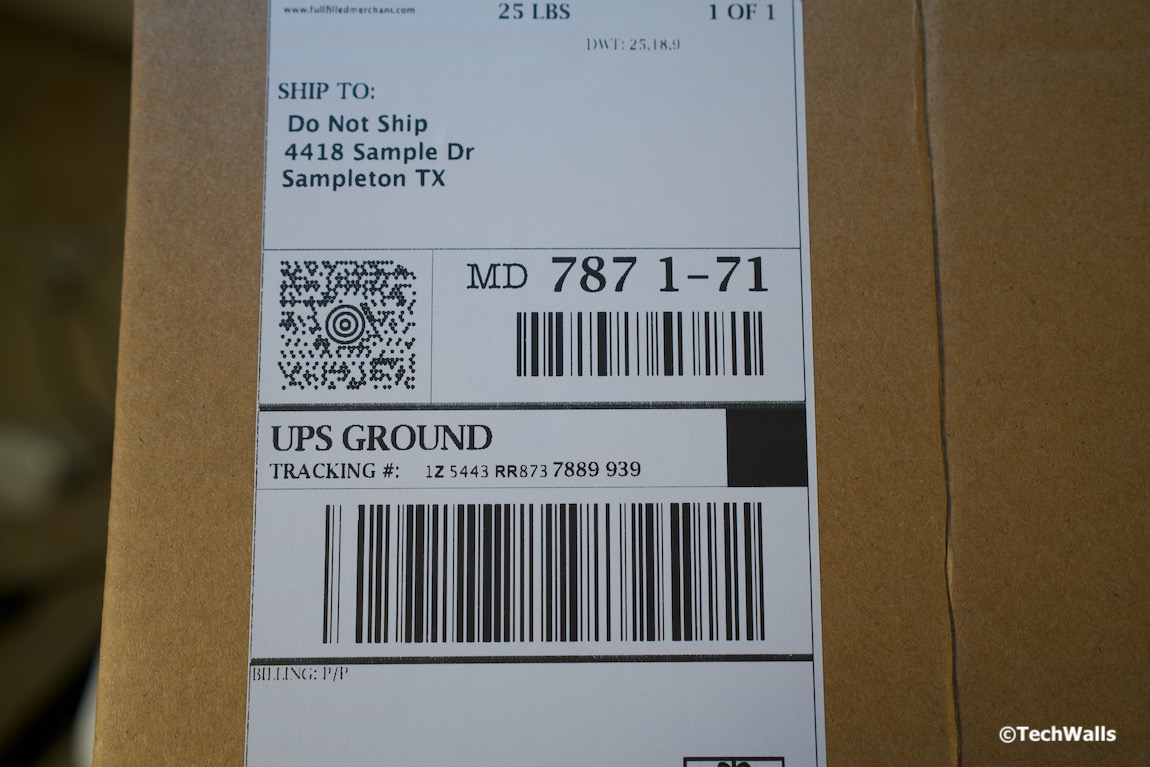 www.fullfilledmerchant.com 25 LBS 1 OF 1
DWT: 25,18,9
SHIP TO:
Do Not Ship
4418 Sample Dr
Sampleton TX
MD 787 1-71
UPS GROUND
TRACKING #: 1Z 5443 RR873 7889 939
BILLING: P/P
©TechWalls